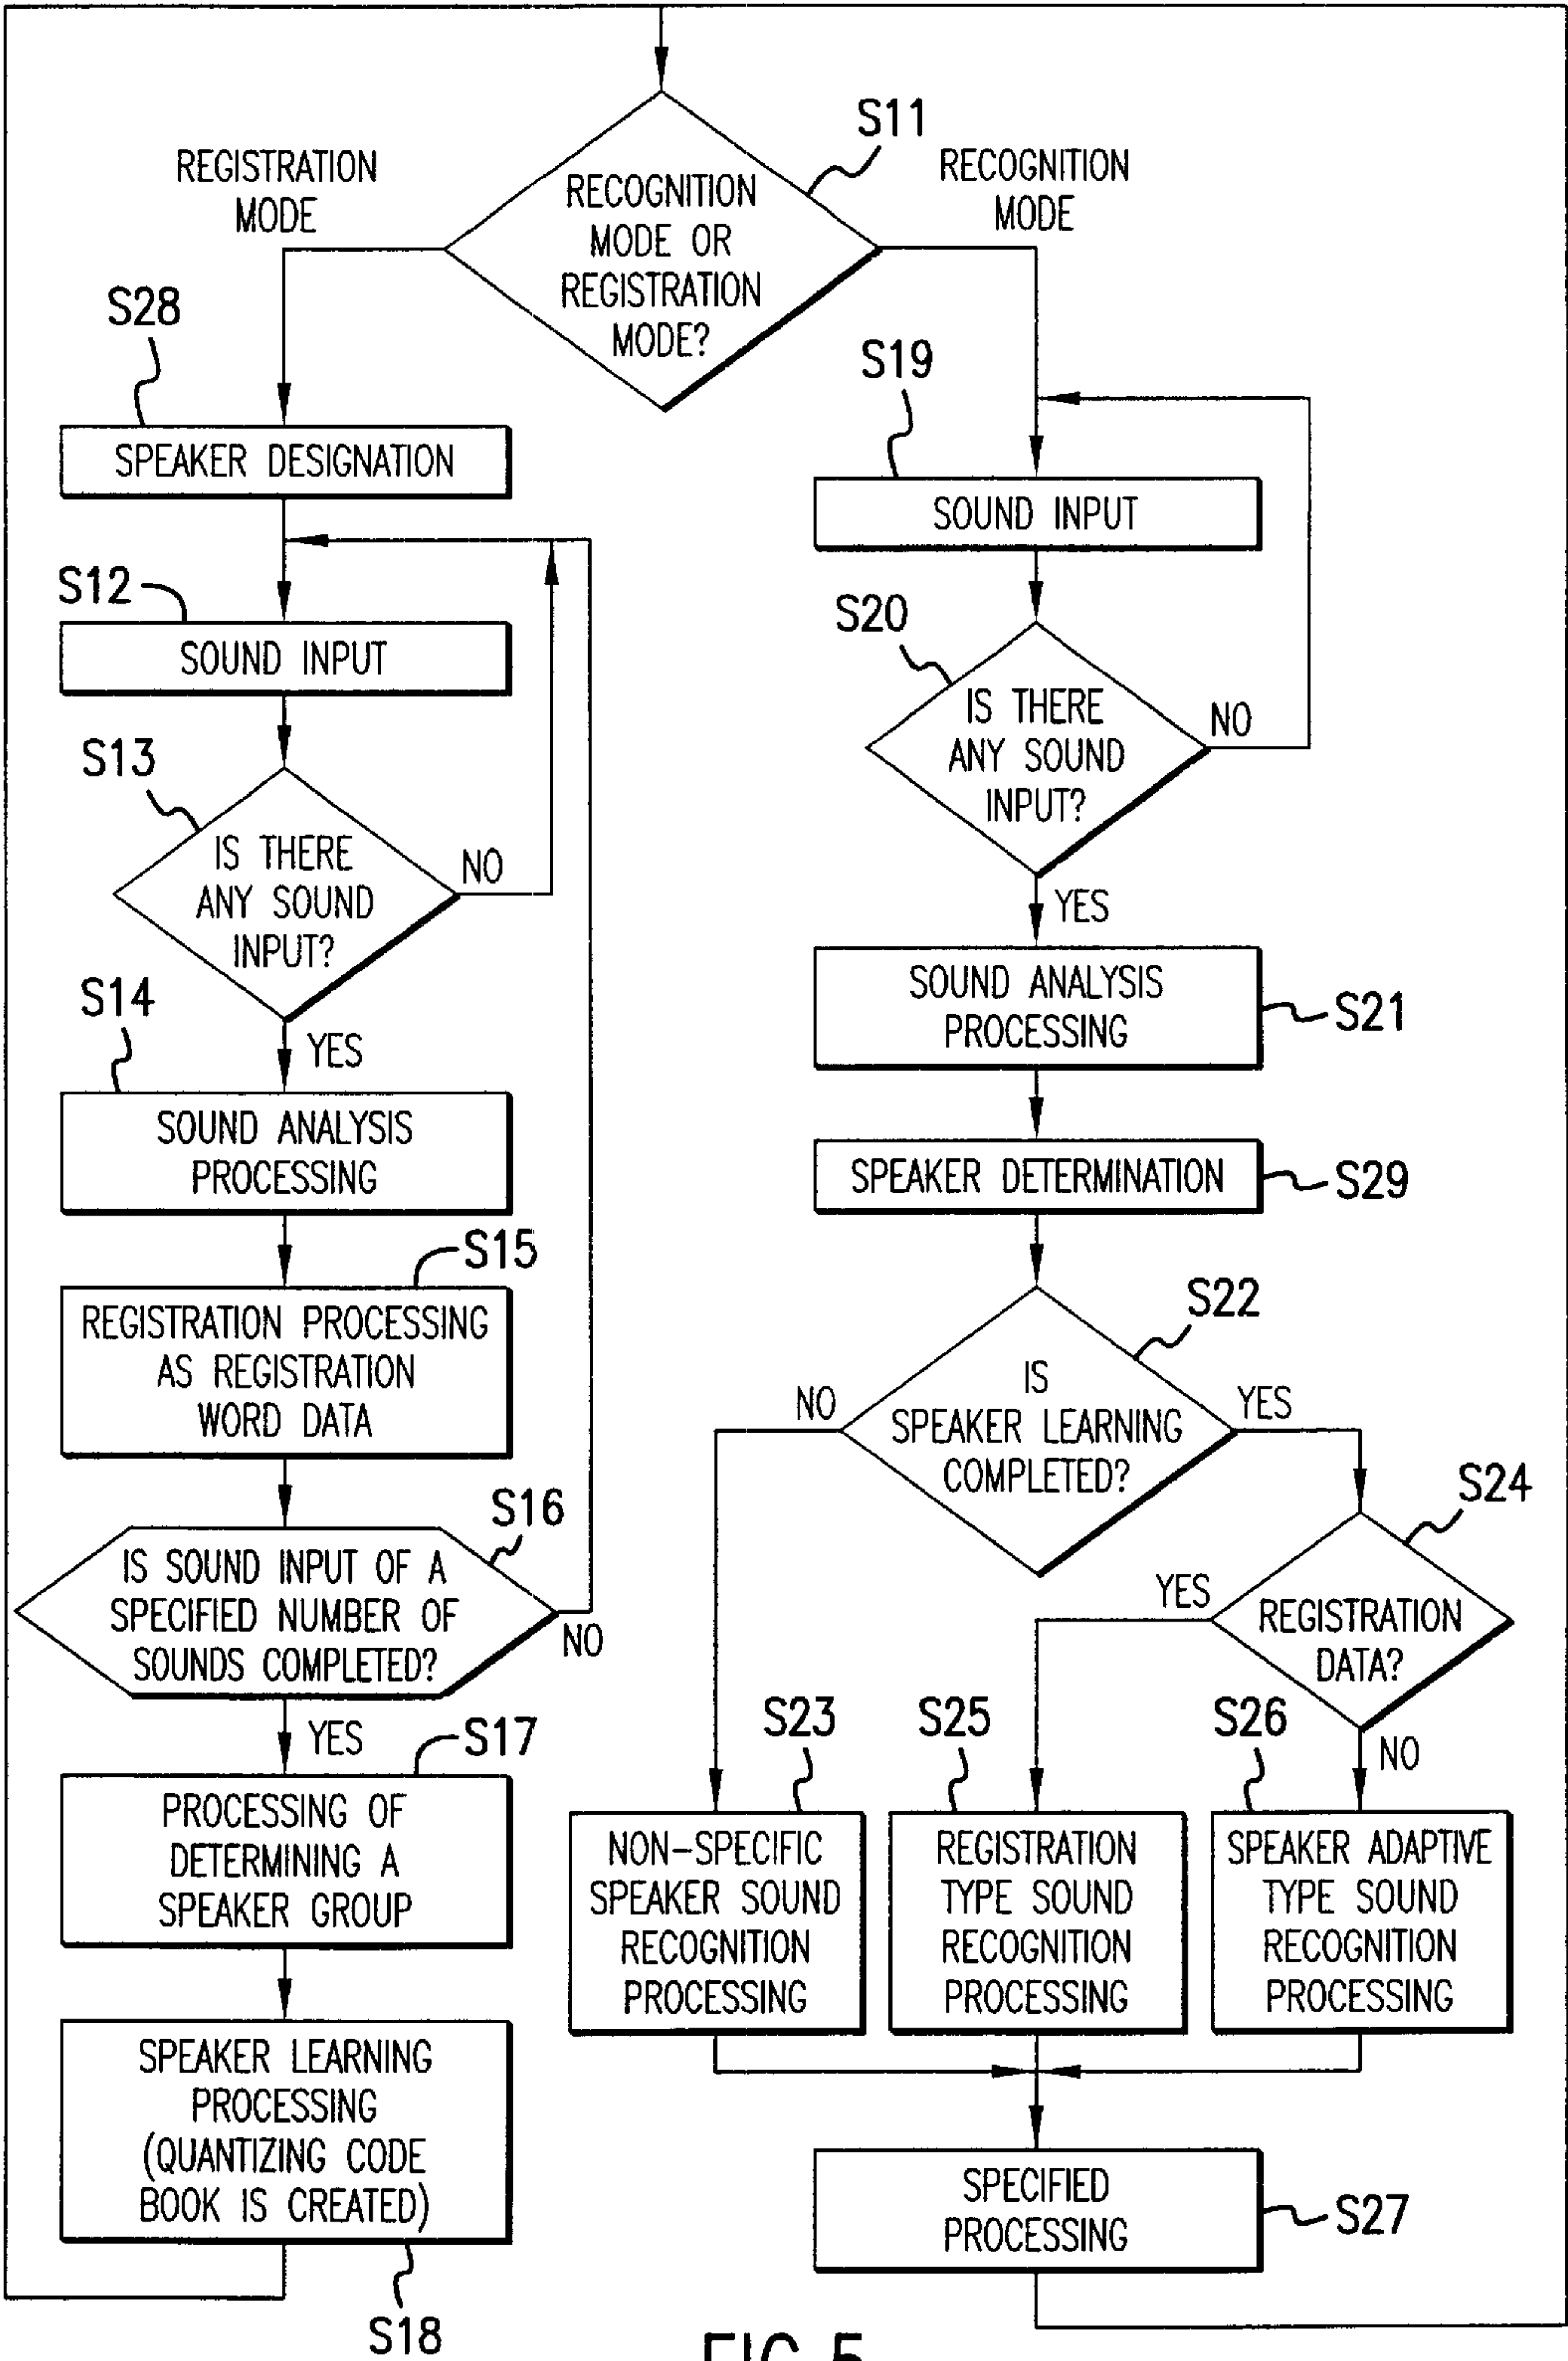 S11
REGISTRATION
MODE
RECOGNITION
MODE OR
REGISTRATION
MODE?
RECOGNITION
MODE
S28
SPEAKER DESIGNATION
S12
SOUND INPUT
S13
IS THERE
ANY SOUND
INPUT?
NO
YES
S14
SOUND ANALYSIS
PROCESSING
S15
REGISTRATION PROCESSING
AS REGISTRATION
WORD DATA
S16
IS SOUND INPUT OF A
SPECIFIED NUMBER OF
SOUNDS COMPLETED?
NO
YES
S17
PROCESSING OF
DETERMINING A
SPEAKER GROUP
SPEAKER LEARNING
PROCESSING
(QUANTIZING CODE
BOOK IS CREATED)
S18
S19
SOUND INPUT
S20
IS THERE
ANY SOUND
INPUT?
NO
YES
SOUND ANALYSIS
PROCESSING
S21
SPEAKER DETERMINATION
S29
S22
IS
SPEAKER LEARNING
COMPLETED?
NO
YES
S24
REGISTRATION
DATA?
YES
NO
S23
NON-SPECIFIC
SPEAKER SOUND
RECOGNITION
PROCESSING
S25
REGISTRATION
TYPE SOUND
RECOGNITION
PROCESSING
S26
SPEAKER ADAPTIVE
TYPE SOUND
RECOGNITION
PROCESSING
SPECIFIED
PROCESSING
S27
FIG.5